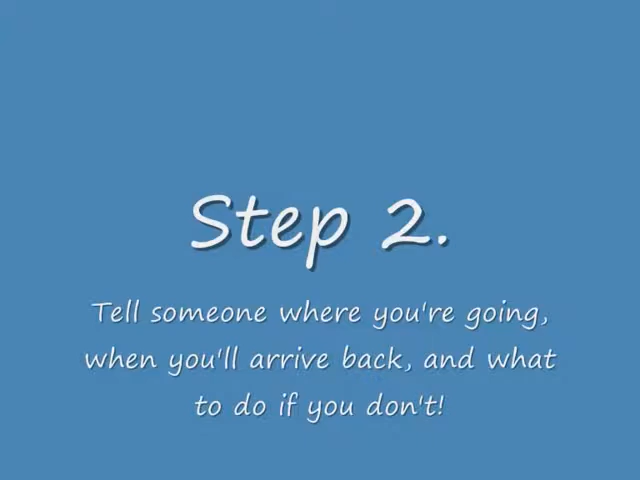 Step 2.
Tell someone where you're going,
when you'll arrive back, and what
to do if you don't!